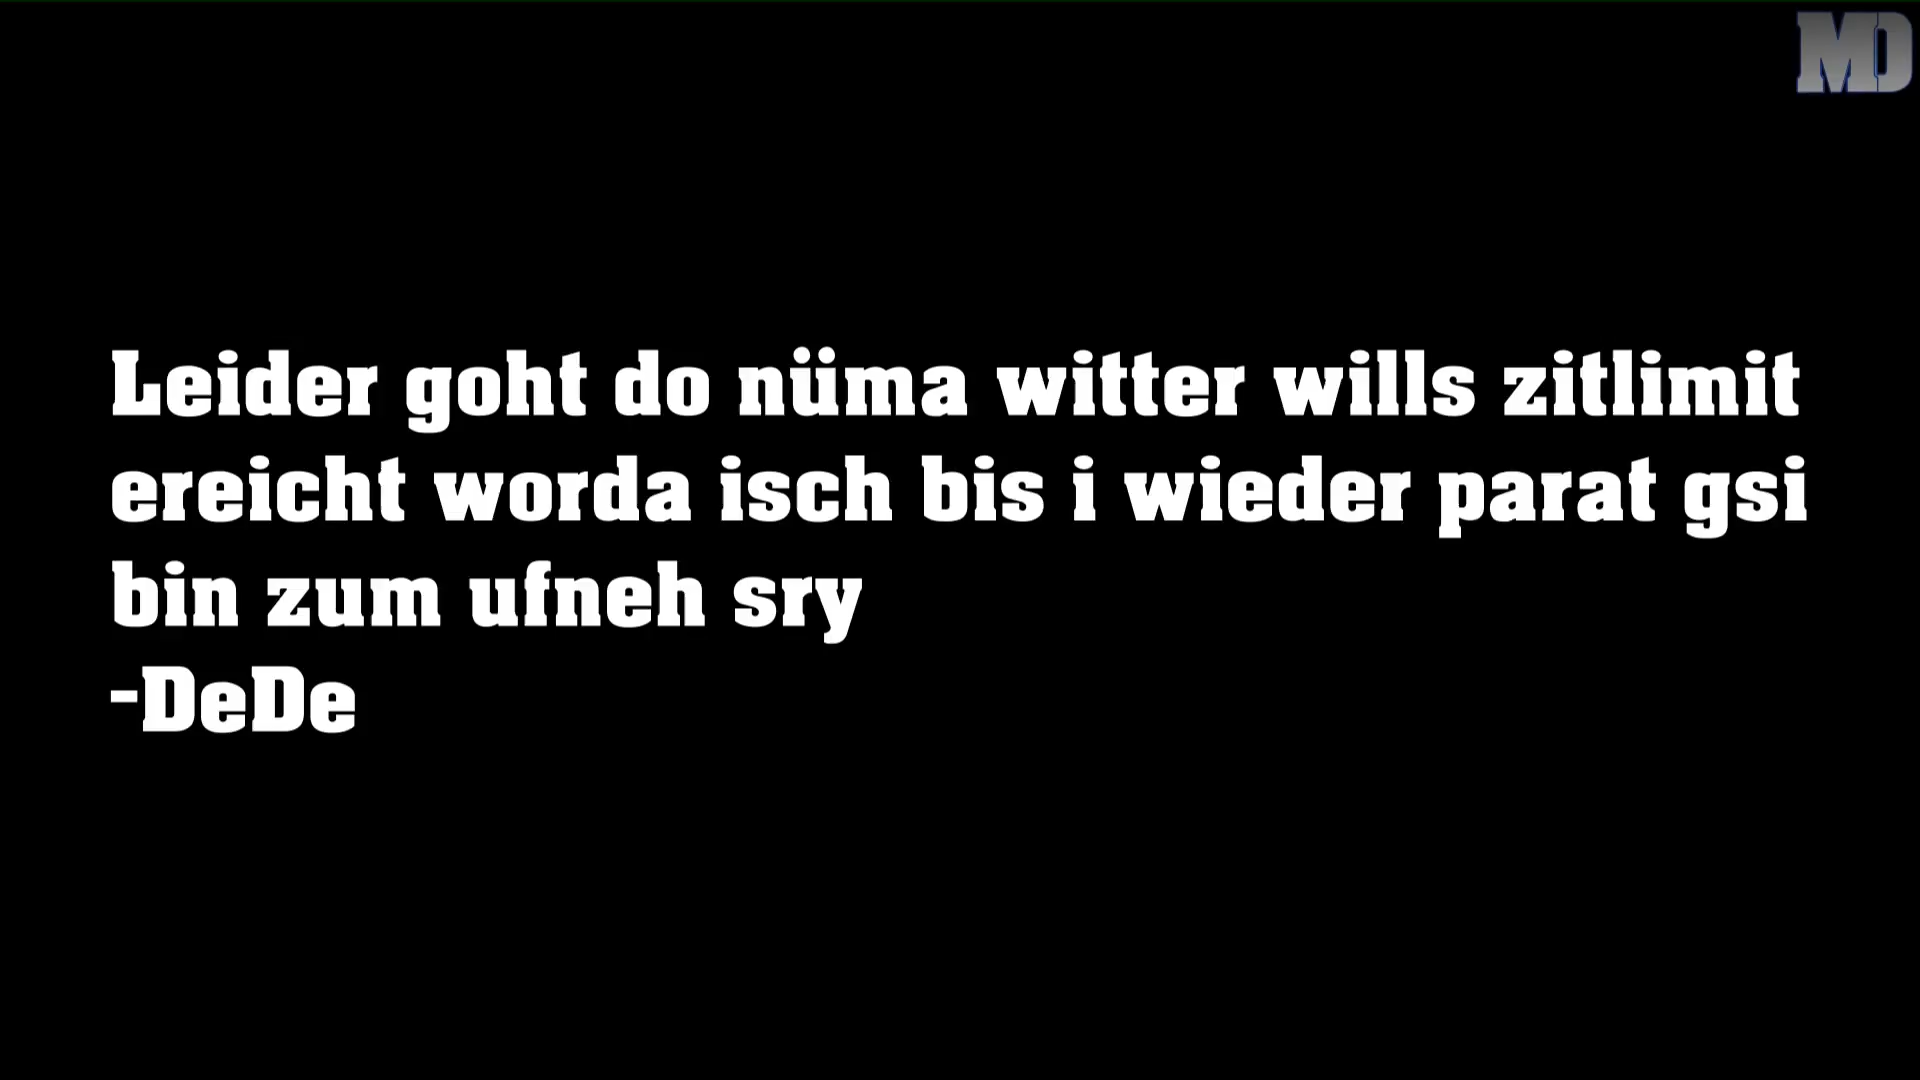 MD
Leider goht do nüma witter wills zitlimit
ereicht worda isch bis i wieder parat gsi
bin zum ufneh sry
-DeDe